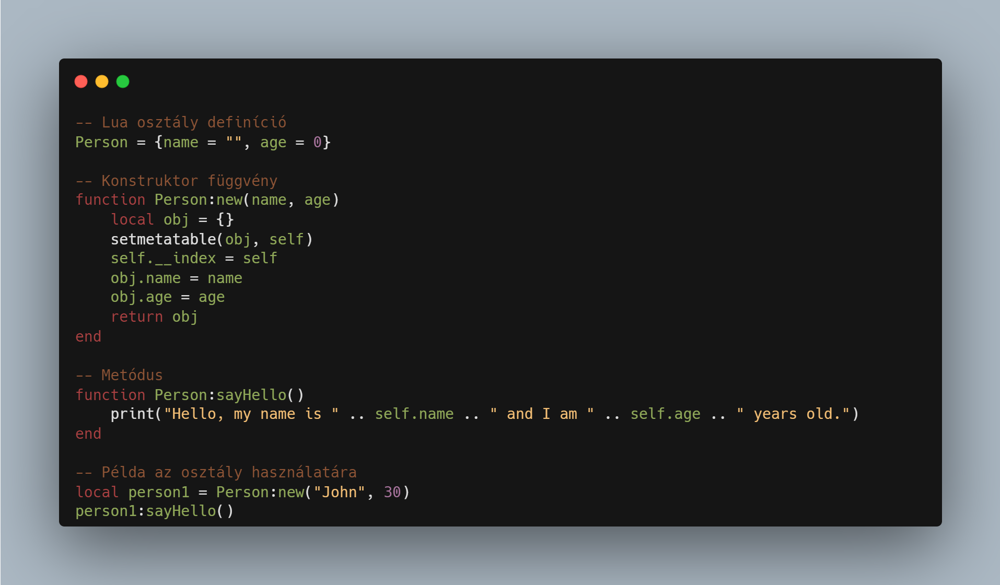 -- Lua osztály definíció
Person = {name = "", age = 0}
-- Konstruktor függvény
function Person:new(name, age)
    local obj = {}
    setmetatable(obj, self)
    self.__index = self
    obj.name = name
    obj.age = age
    return obj
end
-- Metódus
function Person:sayHello()
    print("Hello, my name is " .. self.name .. " and I am " .. self.age .. " years old.")
end
-- Példa az osztály használatára
local person1 = Person:new("John", 30)
person1:sayHello()